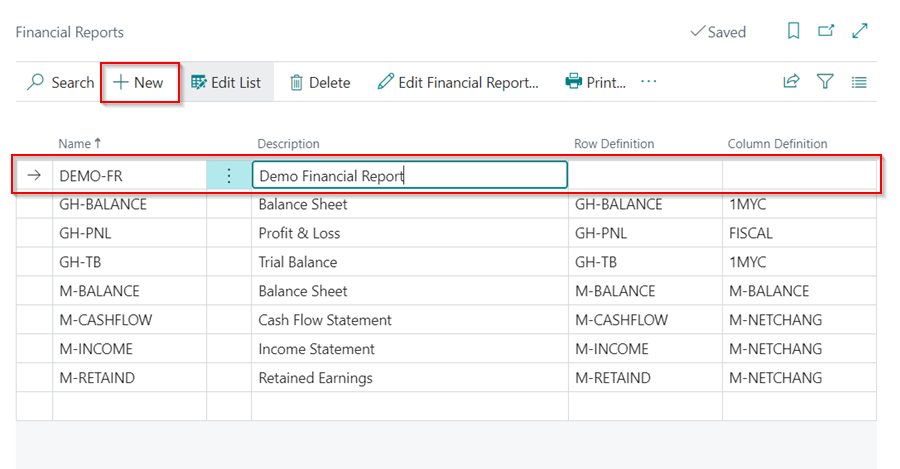 Financial Reports Saved
Search New Edit List Delete Edit Financial Report... Print... ...
Name Description Row Definition Column Definition
DEMO-FR Demo Financial Report
GH-BALANCE Balance Sheet GH-BALANCE 1MYC
GH-PNL Profit & Loss GH-PNL FISCAL
GH-TB Trial Balance GH-TB 1MYC
M-BALANCE Balance Sheet M-BALANCE M-BALANCE
M-CASHFLOW Cash Flow Statement M-CASHFLOW M-NETCHANG
M-INCOME Income Statement M-INCOME M-NETCHANG
M-RETAIND Retained Earnings M-RETAIND M-NETCHANG